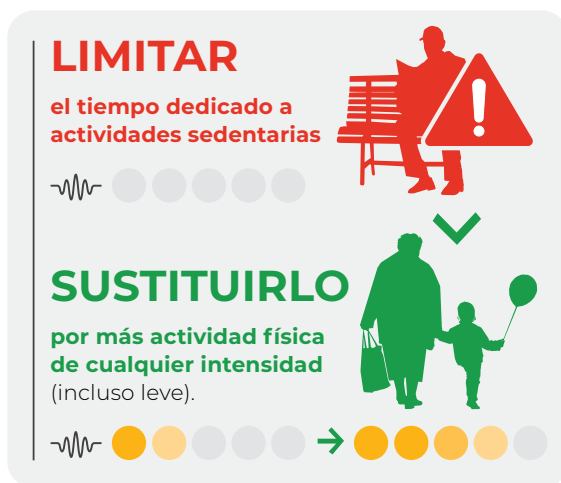 LIMITAR
el tiempo dedicado a
actividades sedentarias
!
SUSTITUIRLO
por más actividad física
de cualquier intensidad
(incluso leve).